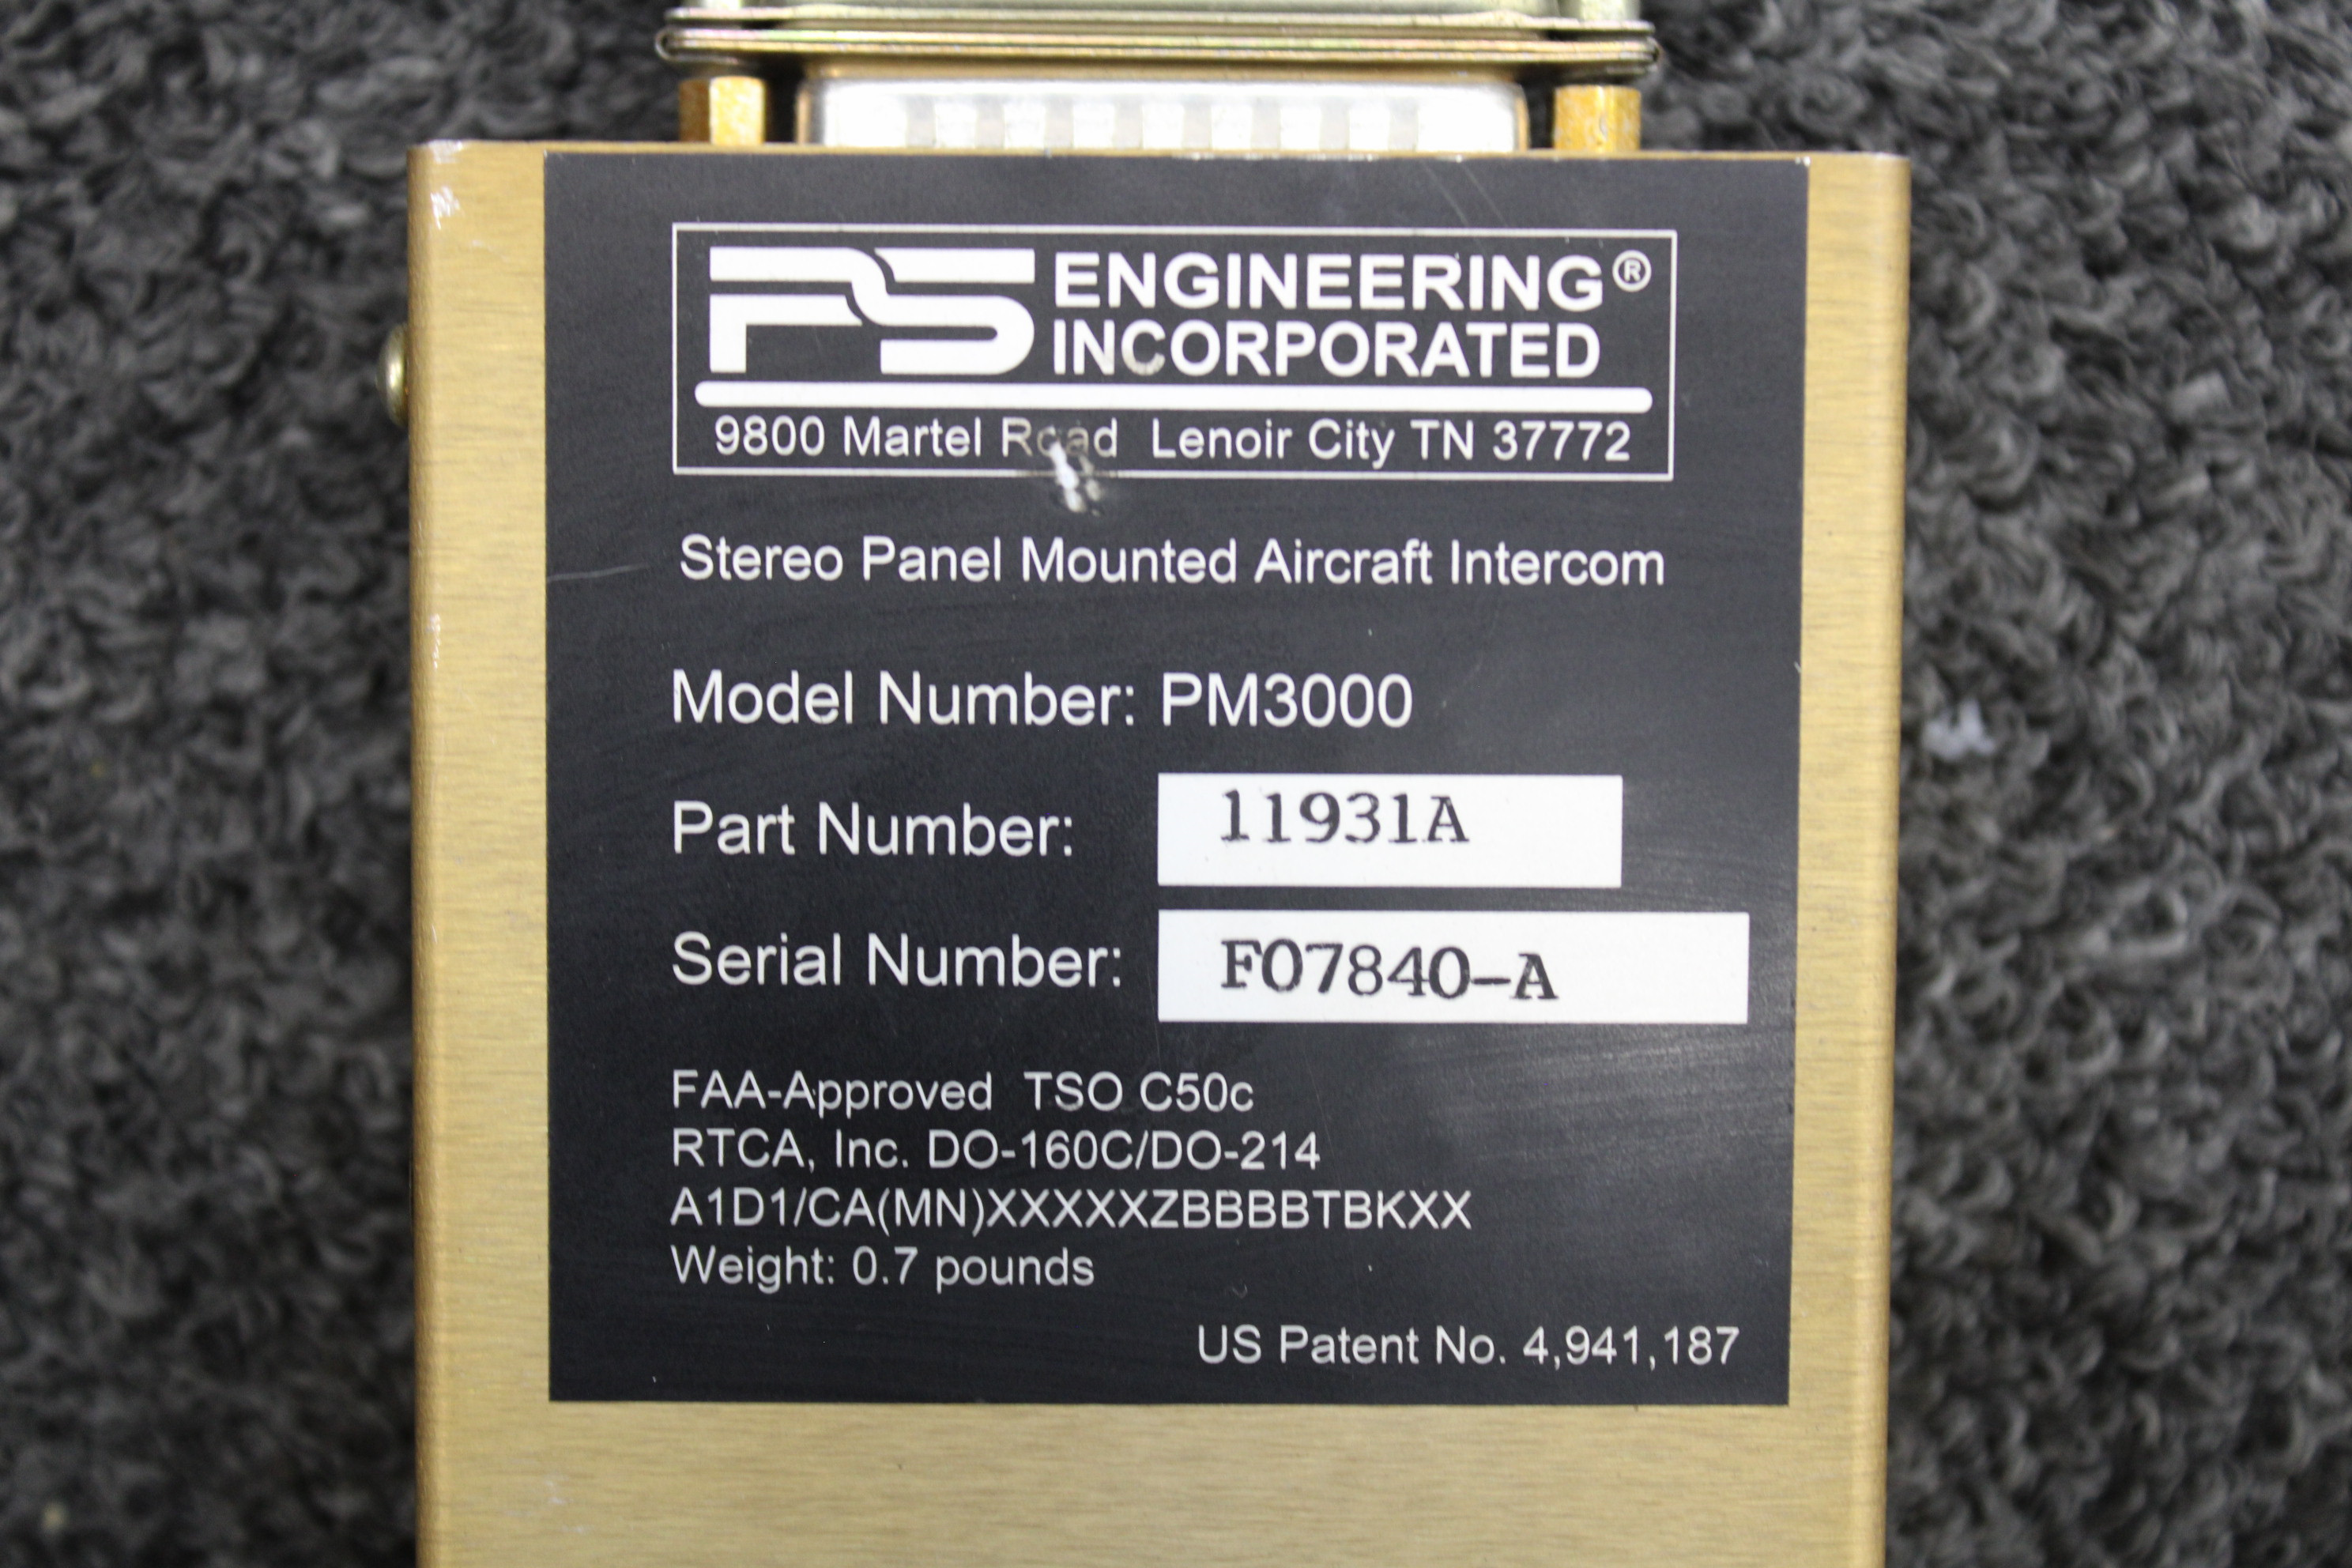 PS ENGINEERING®
INCORPORATED
9800 Martel Road Lenoir City TN 37772
Stereo Panel Mounted Aircraft Intercom
Model Number: PM3000
Part Number: 11931A
Serial Number: F07840-A
FAA-Approved TSO C50c
RTCA, Inc. DO-160C/DO-214
A1D1/CA(MN)XXXXXZBBBBTBKXX
Weight: 0.7 pounds
US Patent No. 4,941,187